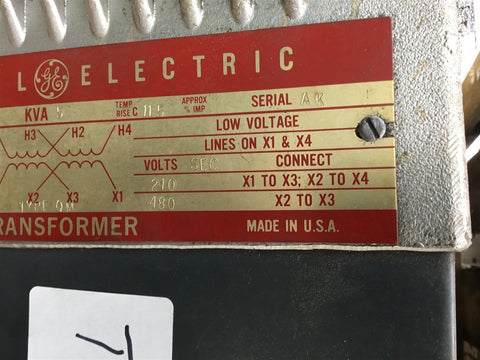 L GE ELECTRIC
KVA 5 TEMP. RISE C 115 APPROX % IMP SERIAL AK
H3 H2 H4
LOW VOLTAGE
LINES ON X1 & X4
VOLTS SEC CONNECT
X2 X3 X1
240 X1 TO X3; X2 TO X4
TYPE QM 480 X2 TO X3
RANSFORMER MADE IN U.S.A.